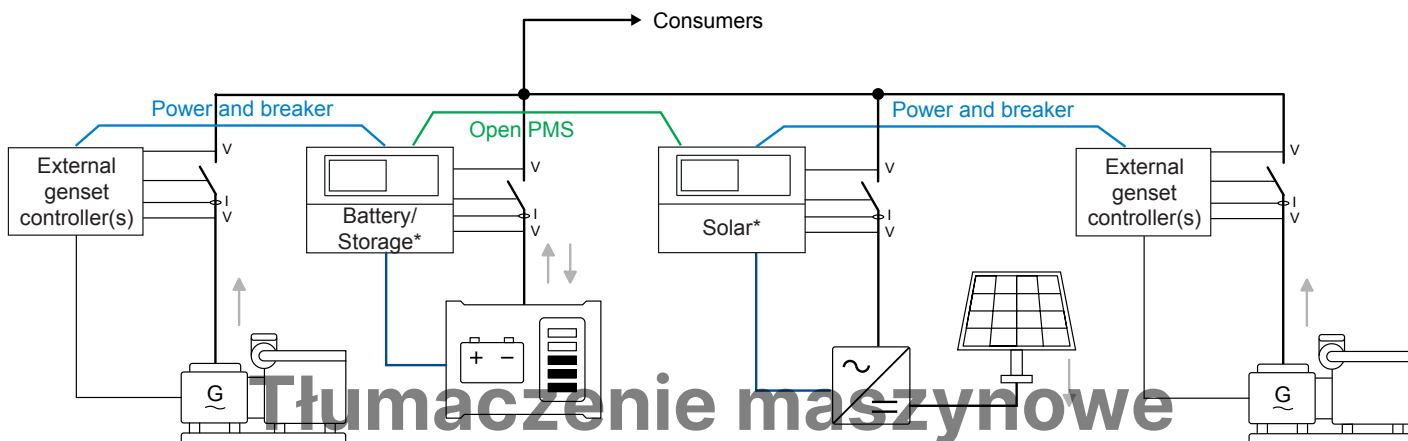 Consumers
Power and breaker
Open PMS
Power and breaker
External
genset
controller(s)
V
I
V
Battery/
Storage*
V
I
V
Solar*
V
I
V
External
genset
controller(s)
V
I
V
G
+ −
G
Tłumaczenie maszynowe